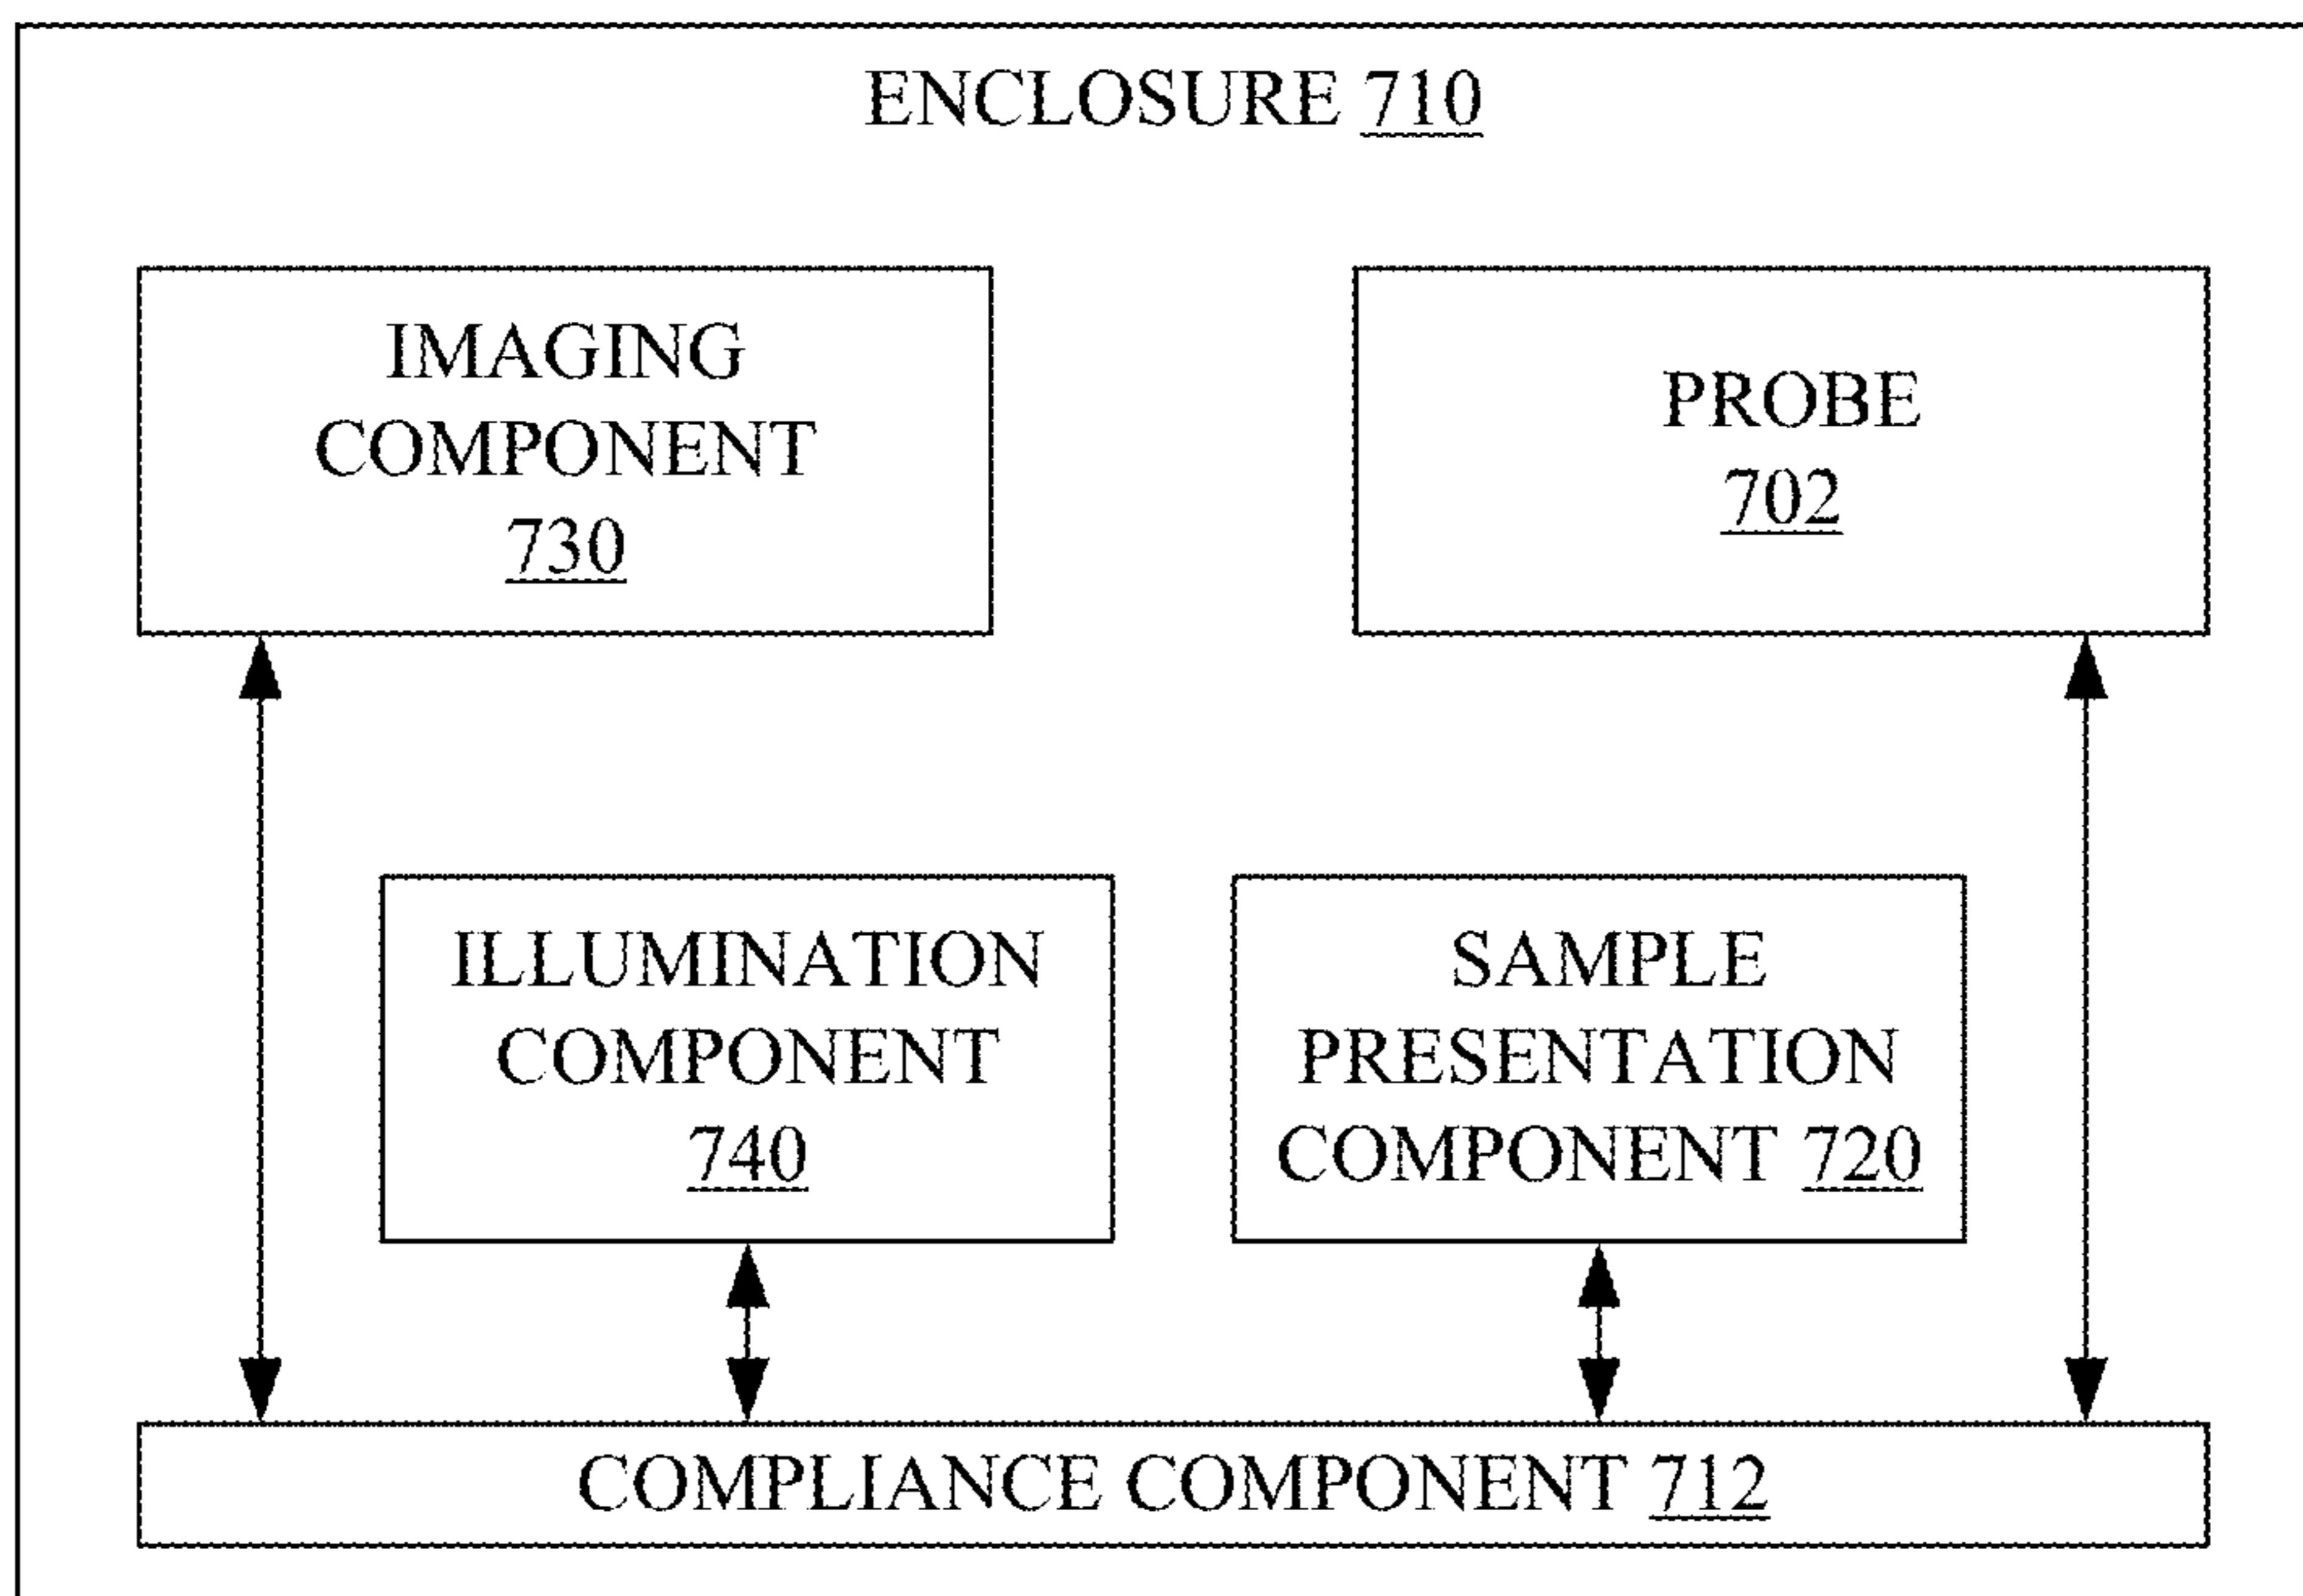 ENCLOSURE 710
IMAGING
COMPONENT
730
PROBE
702
ILLUMINATION
COMPONENT
740
SAMPLE
PRESENTATION
COMPONENT 720
COMPLIANCE COMPONENT 712